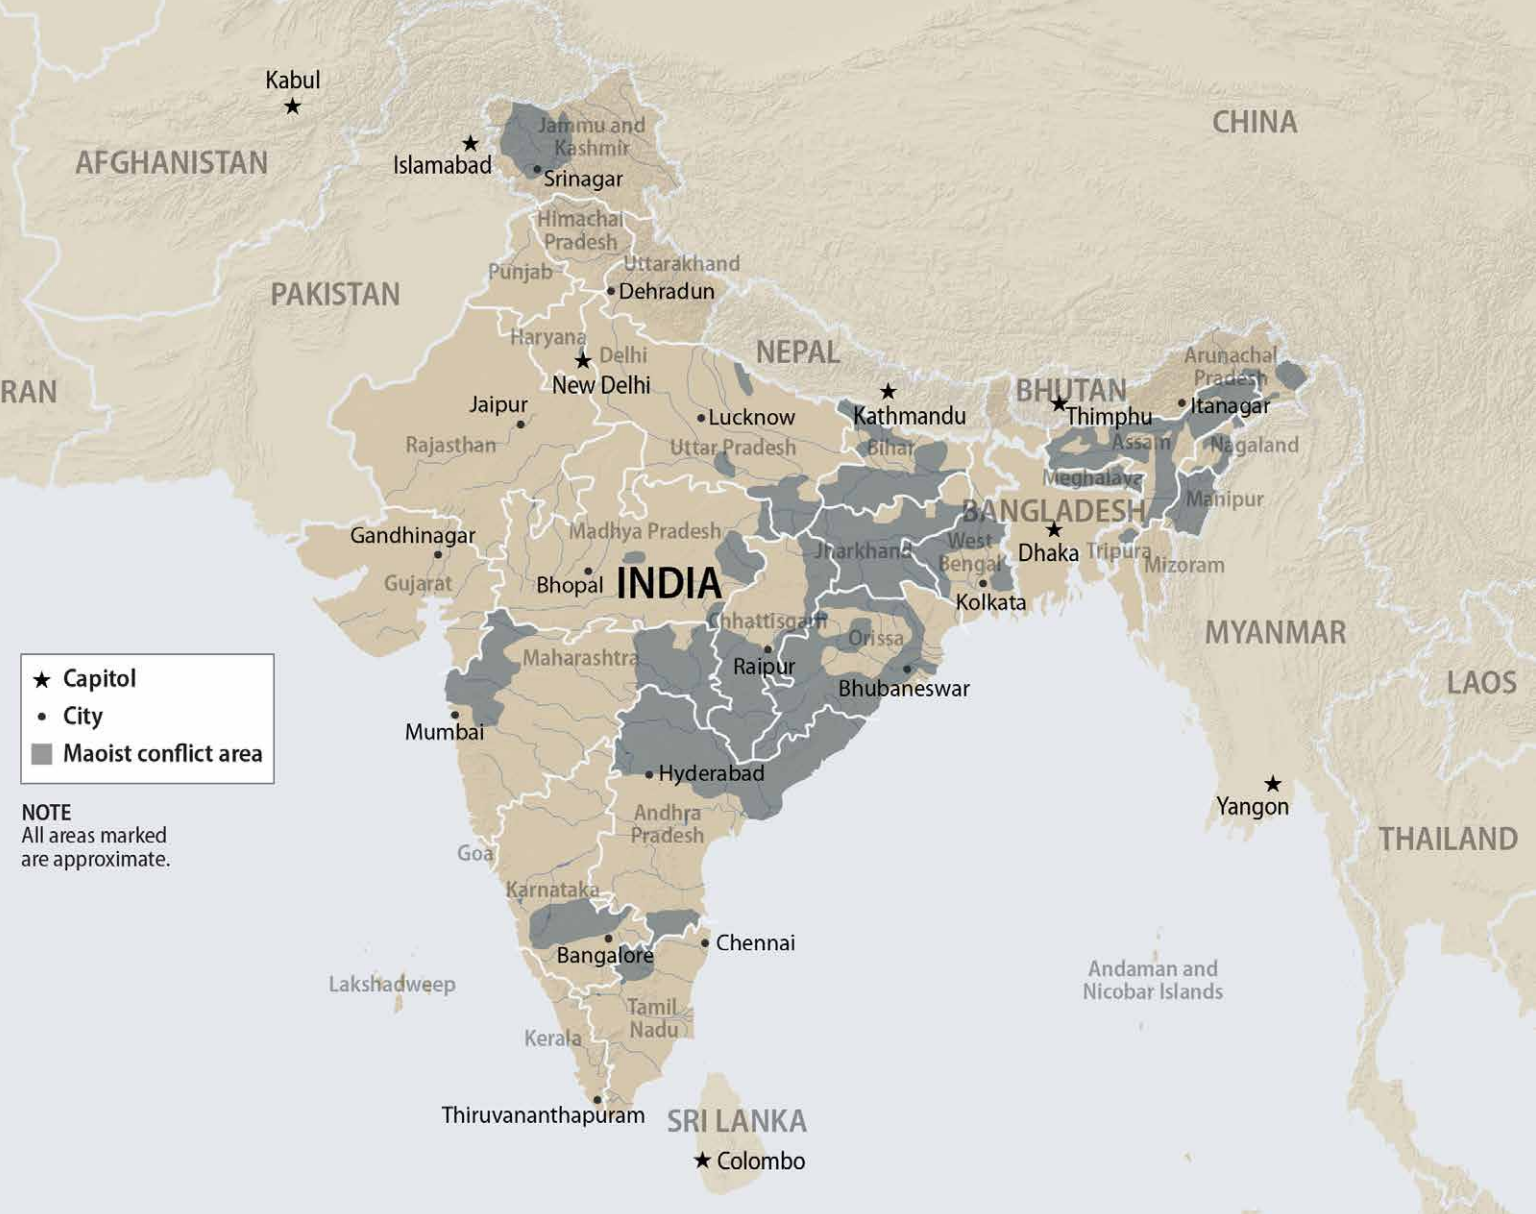 Kabul
AFGHANISTAN
Islamabad
Jammu and
Kashmir
Srinagar
CHINA
Himachal
Pradesh
Punjab
Uttarakhand
Dehradun
PAKISTAN
Haryana
Delhi
New Delhi
NEPAL
Kathmandu
BHUTAN
Thimphu
Arunachal
Pradesh
Itanagar
RAN
Jaipur
Rajasthan
Lucknow
Uttar Pradesh
Bihar
Assam
Nagaland
Meghalaya
Manipur
BANGLADESH
Dhaka
Tripura
Mizoram
Gandhinagar
Gujarat
Madhya Pradesh
Bhopal
INDIA
Jharkhand
West
Bengal
Kolkata
Chhattisgarh
Raipur
Orissa
Bhubaneswar
MYANMAR
LAOS
Maharashtra
Mumbai
Hyderabad
Andhra
Pradesh
Yangon
THAILAND
Goa
Karnataka
Bangalore
Chennai
Lakshadweep
Andaman and
Nicobar Islands
Tamil
Nadu
Kerala
Thiruvananthapuram
SRI LANKA
Colombo
Capitol
City
Maoist conflict area
NOTE
All areas marked
are approximate.